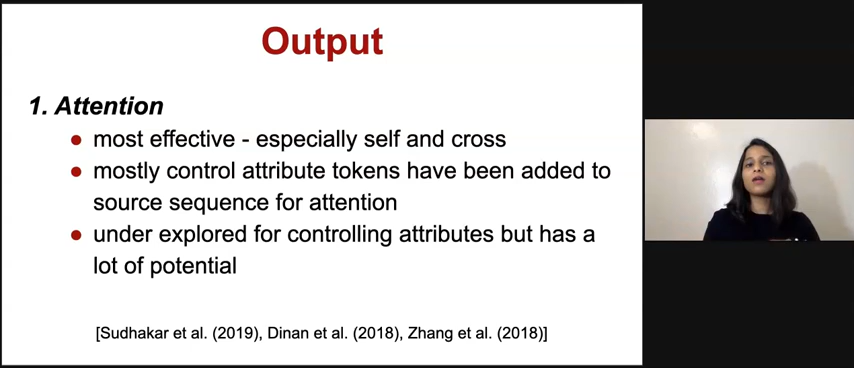 Output
1. Attention
● most effective - especially self and cross
● mostly control attribute tokens have been added to
source sequence for attention
● under explored for controlling attributes but has a
lot of potential
[Sudhakar et al. (2019), Dinan et al. (2018), Zhang et al. (2018)]